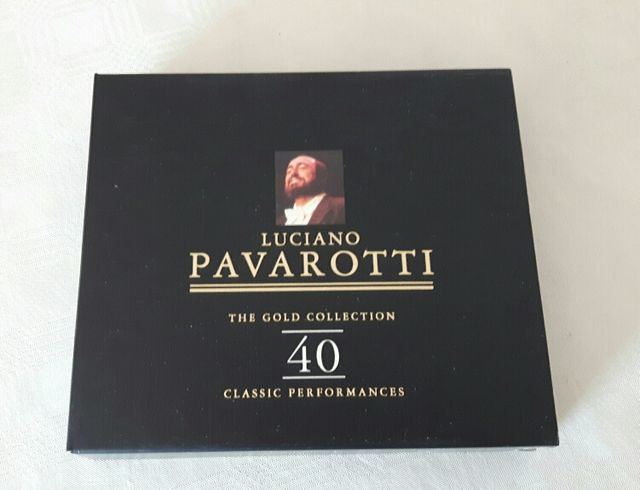 LUCIANO
PAVAROTTI
THE GOLD COLLECTION
40
CLASSIC PERFORMANCES